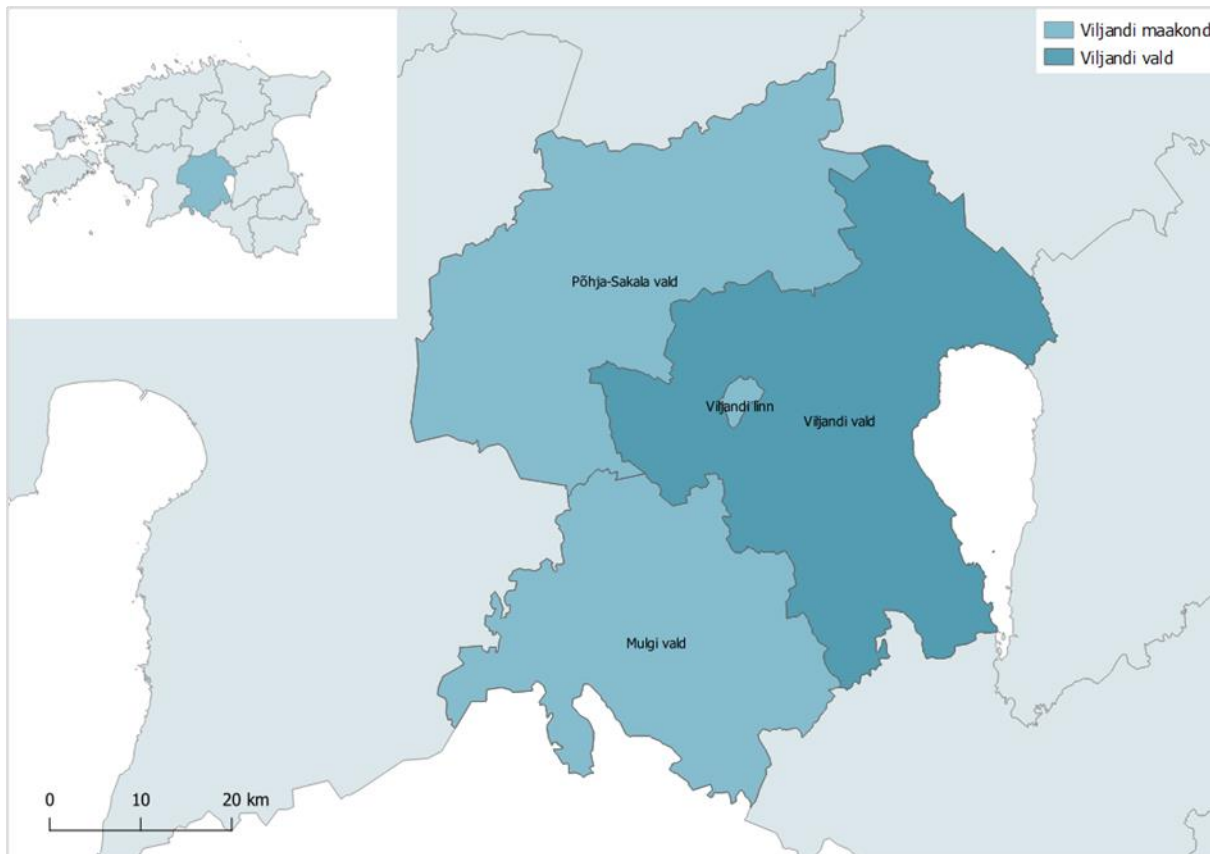 Viljandi maakond
Viljandi vald
Põhja-Sakala vald
Viljandi linn
Viljandi vald
Mulgi vald
0 10 20 km